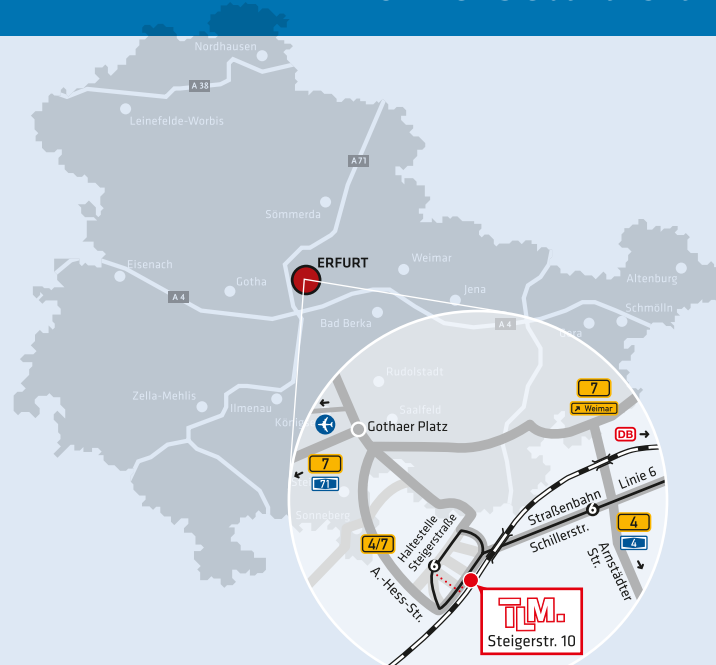 Nordhausen
A 38
Leinefelde-Worbis
A 71
Sömmerda
ERFURT
Eisenach
Weimar
Gotha
Altenburg
A 4
Jena
Schmölln
Bad Berka
A 4
Gera
Rudolstadt
Zella-Mehlis
Ilmenau
Saalfeld
7
Weimar
Gothaer Platz
DB
7
71
Sonneberg
Linie 6
Straßenbahn
6
Schillerstr.
4
4
Arnstädter
Str.
4/7
Haltestelle
Steigerstraße
6
A.-Hess-Str.
TLM.
Steigerstr. 10